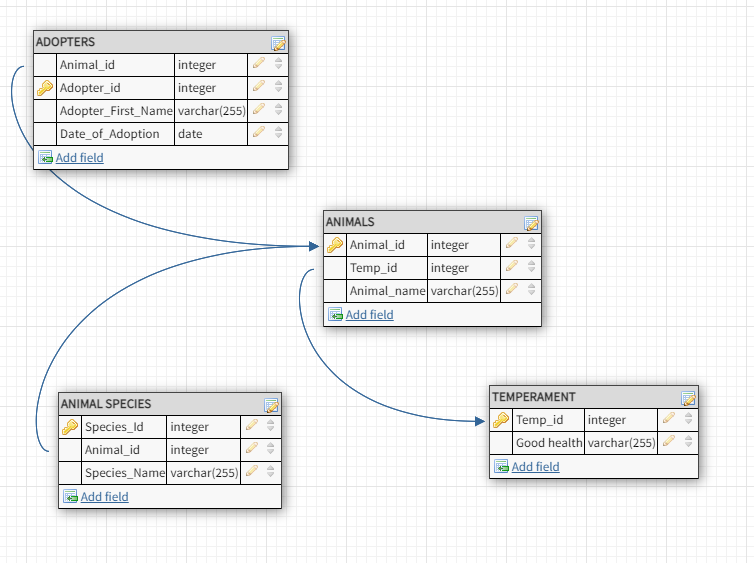 ADOPTERS
Animal_id integer
Adopter_id integer
Adopter_First_Name varchar(255)
Date_of_Adoption date
Add field
ANIMALS
Animal_id integer
Temp_id integer
Animal_name varchar(255)
Add field
ANIMAL SPECIES
Species_Id integer
Animal_id integer
Species_Name varchar(255)
Add field
TEMPERAMENT
Temp_id integer
Good health varchar(255)
Add field